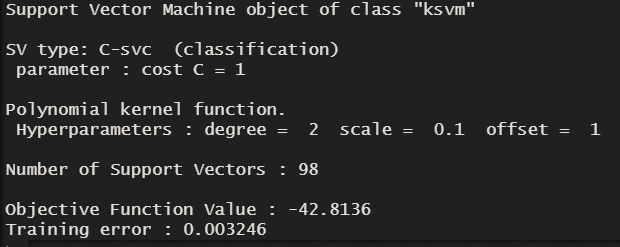 Support Vector Machine object of class "ksvm"
SV type: C-svc  (classification)
 parameter : cost C = 1
Polynomial kernel function.
 Hyperparameters : degree =  2  scale =  0.1  offset =  1
Number of Support Vectors : 98
Objective Function Value : -42.8136
Training error : 0.003246